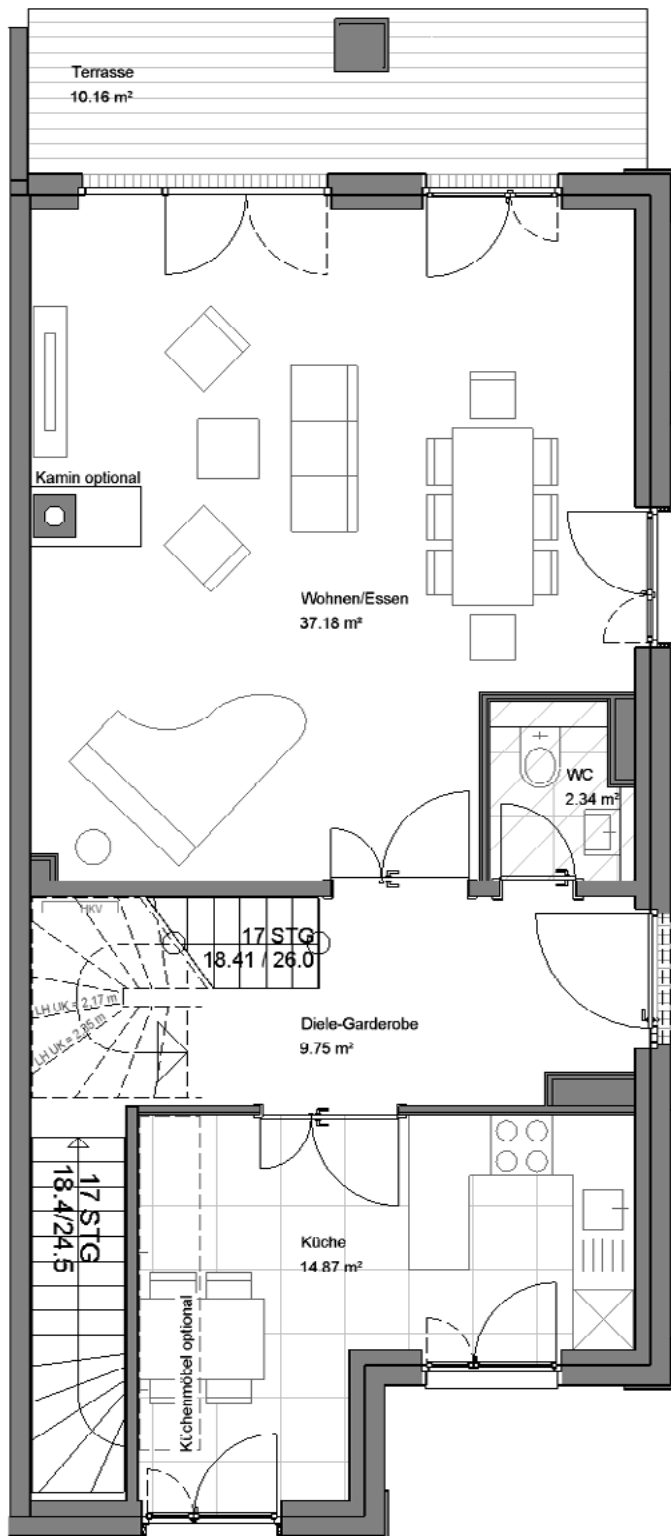 Terrasse
10.16 m²
Kamin optional
Wohnen/Essen
37.18 m²
WC
2.34 m²
HKV
17 STG
18.41 / 26.0
LH UK = 2.17 m
LH UK = 2.35 m
Diele-Garderobe
9.75 m²
17 STG
18.4/24.5
Küche
14.87 m²
Küchenmöbel optional